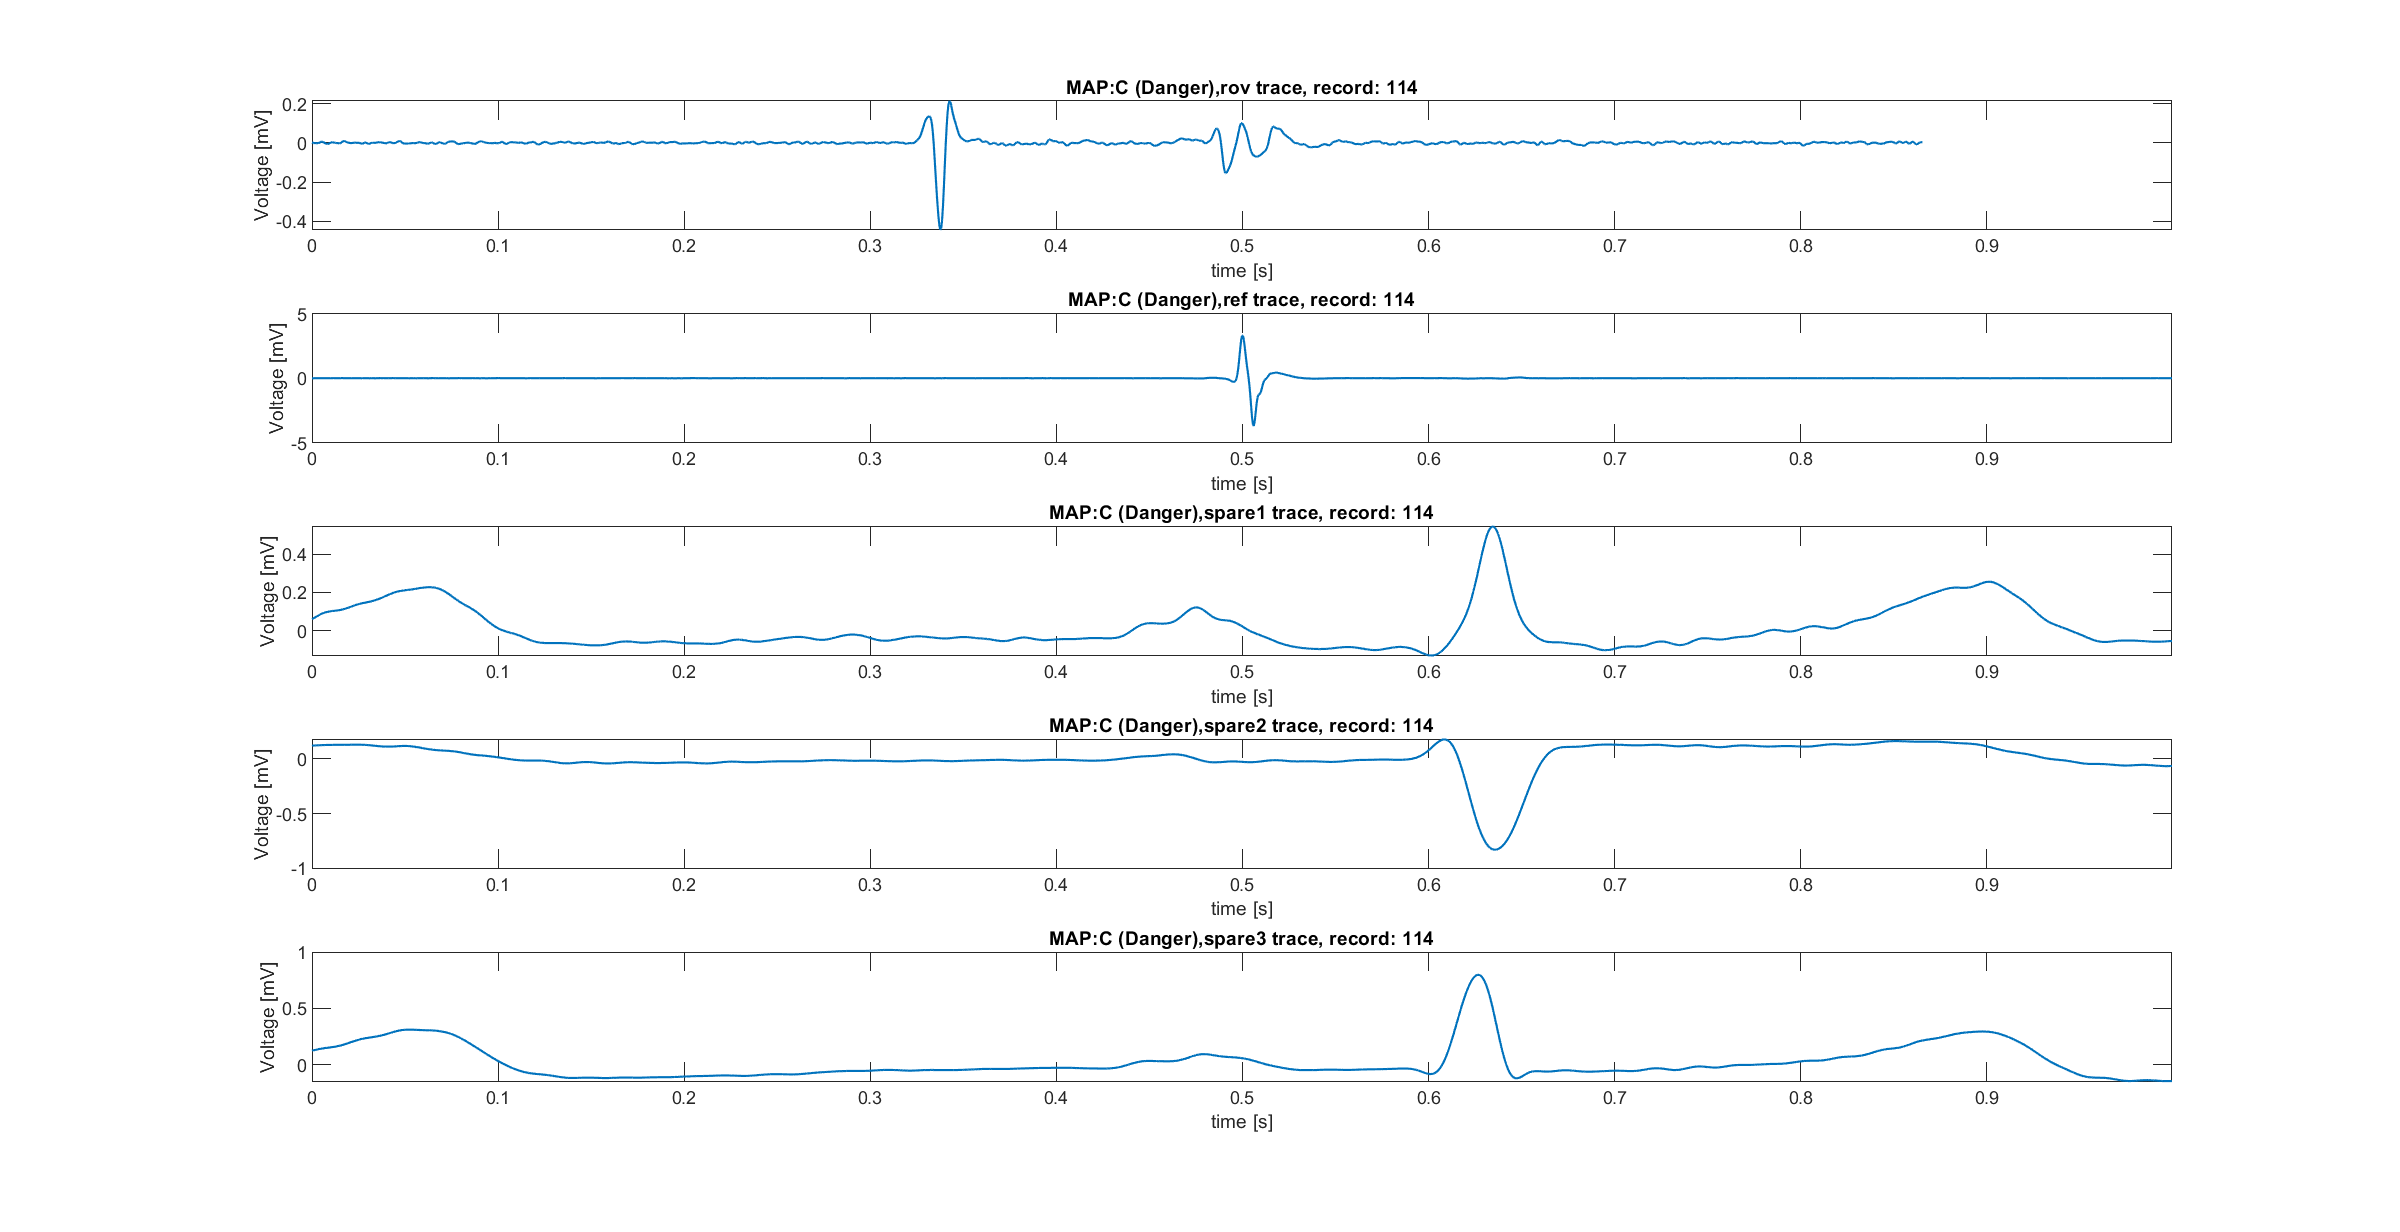 MAP:C (Danger),rov trace, record: 114
Voltage [mV]
0.2
0
-0.2
-0.4
0 0.1 0.2 0.3 0.4 0.5 0.6 0.7 0.8 0.9
time [s]
MAP:C (Danger),ref trace, record: 114
Voltage [mV]
5
0
-5
0 0.1 0.2 0.3 0.4 0.5 0.6 0.7 0.8 0.9
time [s]
MAP:C (Danger),spare1 trace, record: 114
Voltage [mV]
0.4
0.2
0
0 0.1 0.2 0.3 0.4 0.5 0.6 0.7 0.8 0.9
time [s]
MAP:C (Danger),spare2 trace, record: 114
Voltage [mV]
0
-0.5
-1
0 0.1 0.2 0.3 0.4 0.5 0.6 0.7 0.8 0.9
time [s]
MAP:C (Danger),spare3 trace, record: 114
Voltage [mV]
1
0.5
0
0 0.1 0.2 0.3 0.4 0.5 0.6 0.7 0.8 0.9
time [s]